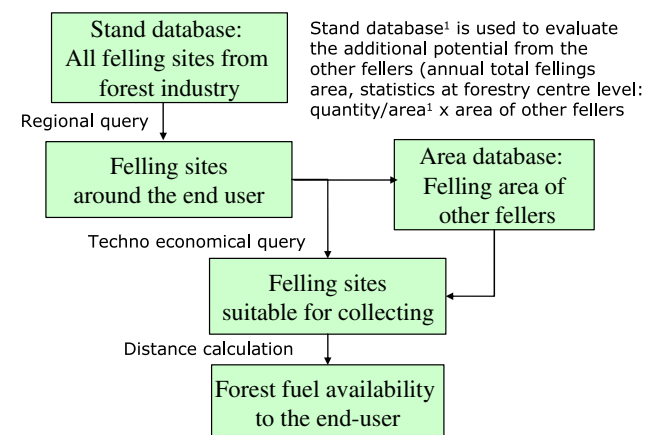 Stand database:
All felling sites from
forest industry
Stand database¹ is used to evaluate
the additional potential from the
other fellers (annual total fellings
area, statistics at forestry centre level:
quantity/area¹ x area of other fellers
Regional query
Felling sites
around the end user
Area database:
Felling area of
other fellers
Techno economical query
Felling sites
suitable for collecting
Distance calculation
Forest fuel availability
to the end-user